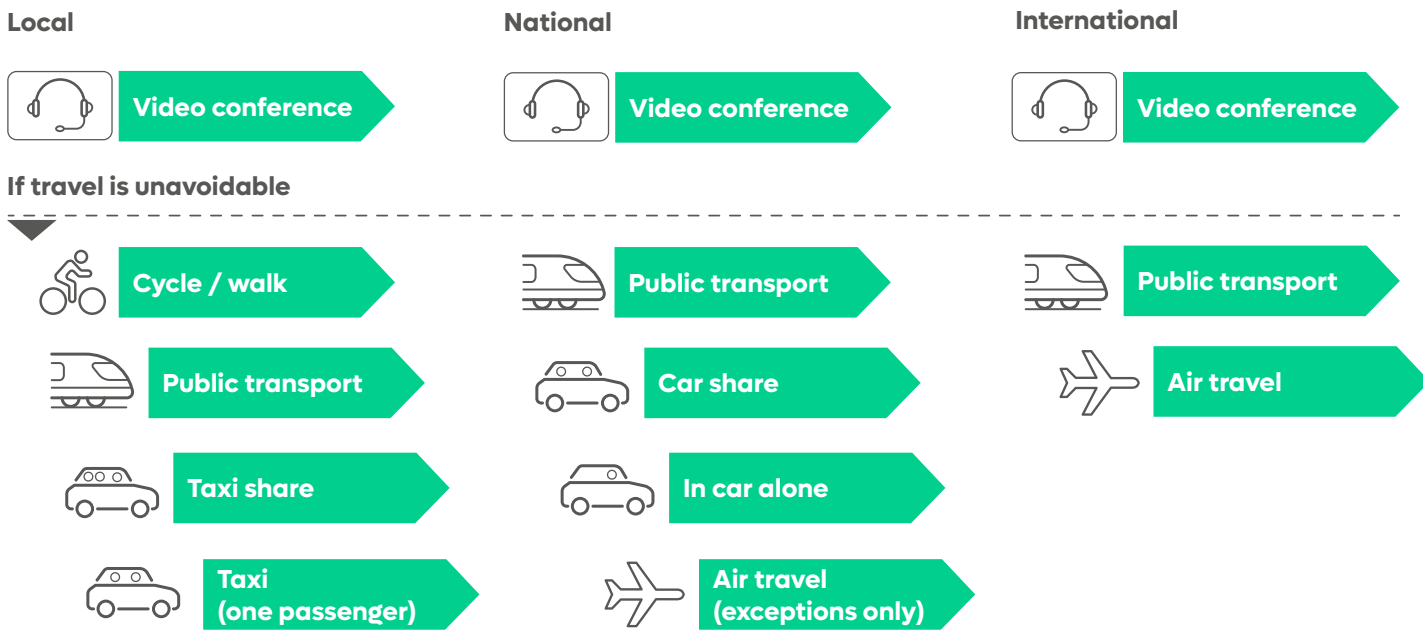 Local
National
International
Video conference
Video conference
Video conference
If travel is unavoidable
Cycle / walk
Public transport
Public transport
Public transport
Car share
Air travel
Taxi share
In car alone
Taxi
(one passenger)
Air travel
(exceptions only)